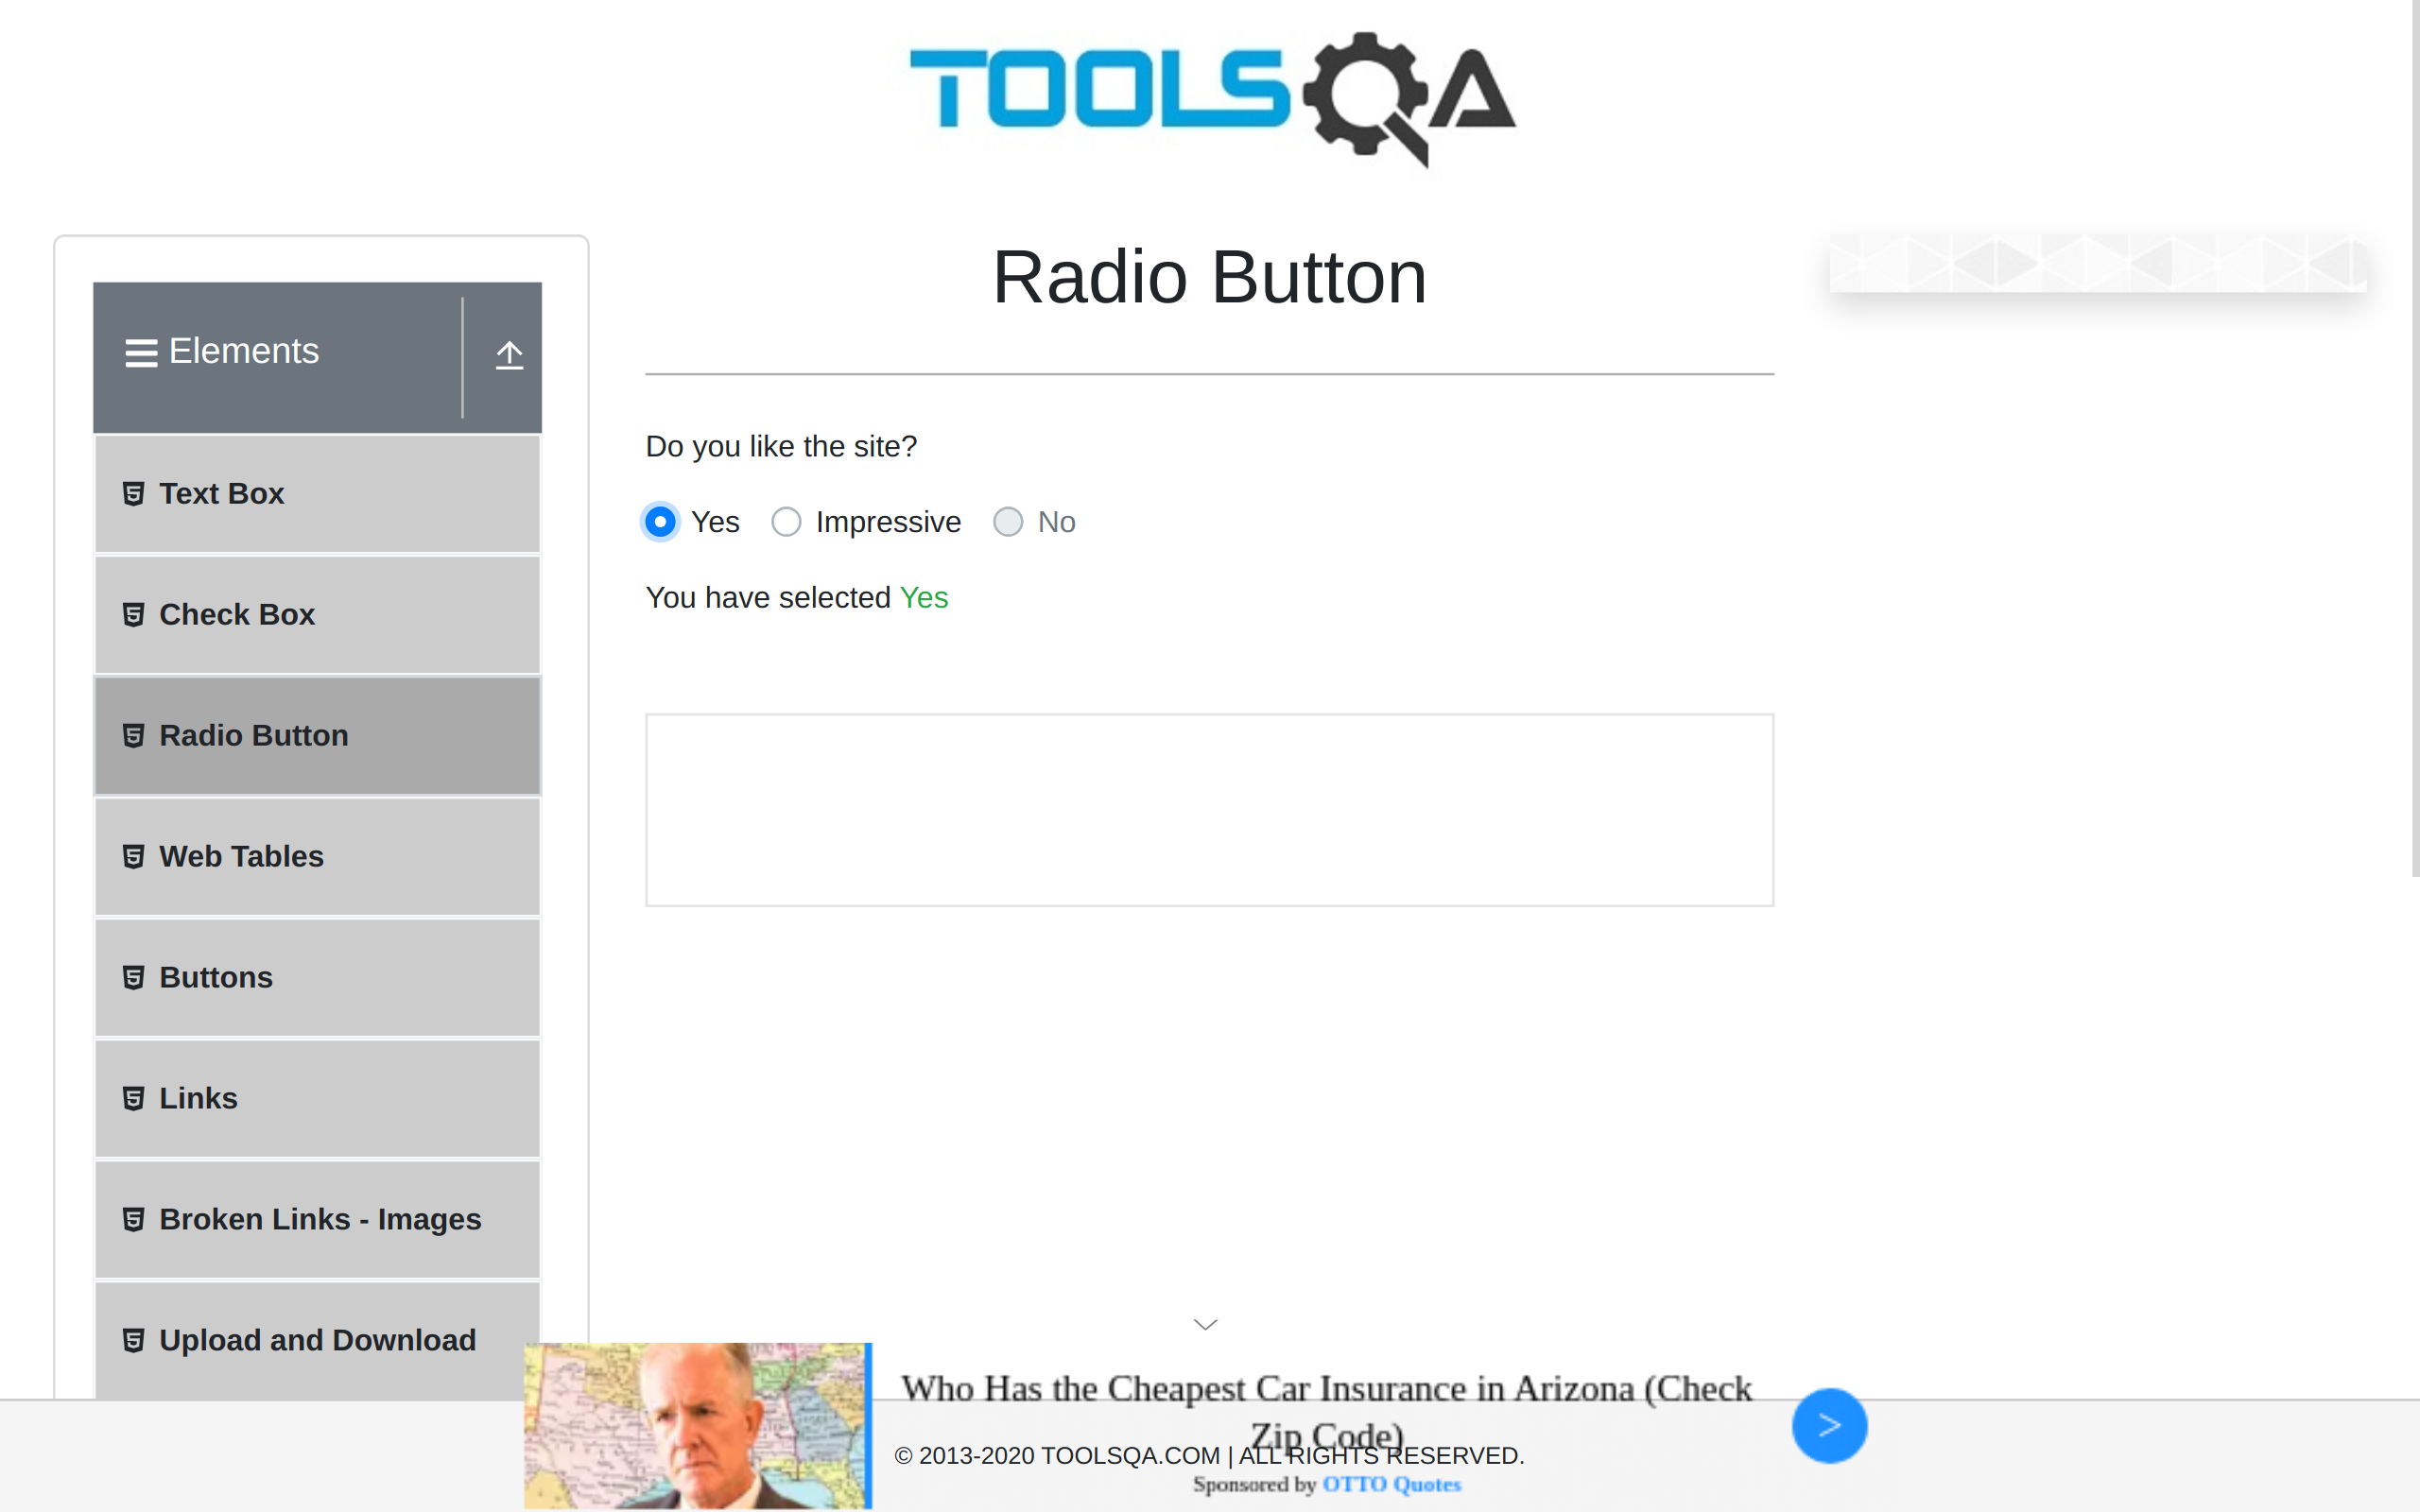 TOOLSQA
Radio Button
Elements
Text Box
Check Box
Radio Button
Web Tables
Buttons
Links
Broken Links - Images
Upload and Download
Do you like the site?
Yes Impressive No
You have selected Yes
Who Has the Cheapest Car Insurance in Arizona (Check
Zip Code)
© 2013-2020 TOOLSQA.COM | ALL RIGHTS RESERVED.
Sponsored by OTTO Quotes